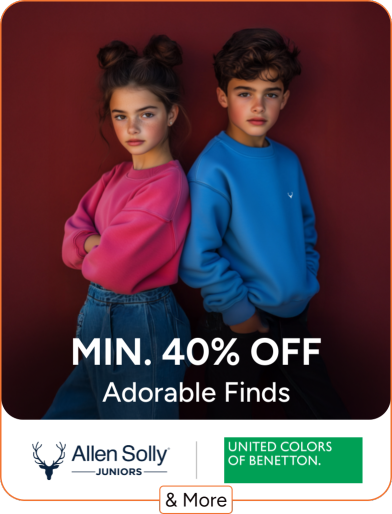 MIN. 40% OFF
Adorable Finds
Allen Solly
JUNIORS
UNITED COLORS
OF BENETTON.
& More